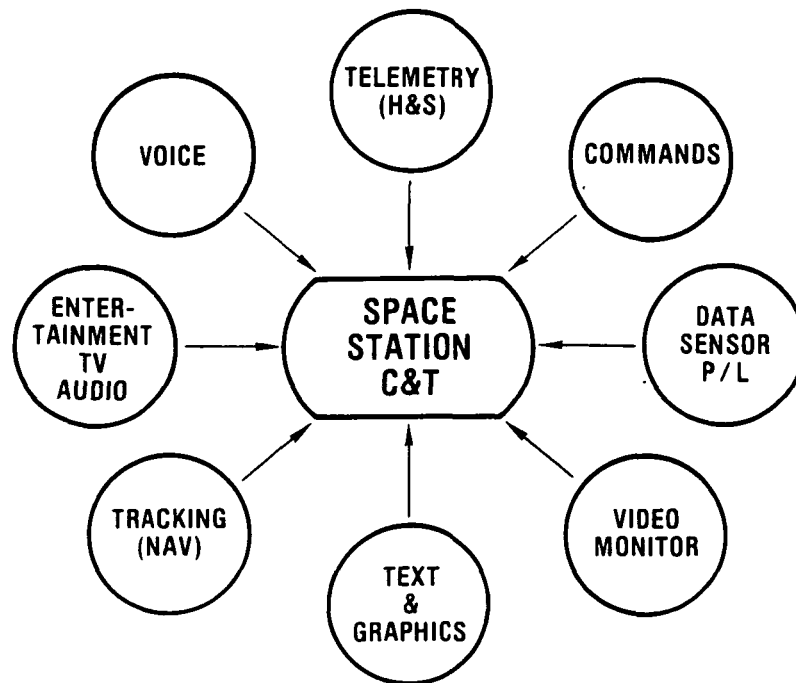 TELEMETRY
(H&S)
VOICE
COMMANDS
ENTER-
TAINMENT
TV
AUDIO
SPACE
STATION
C&T
DATA
SENSOR
P/L
TRACKING
(NAV)
TEXT
&
GRAPHICS
VIDEO
MONITOR